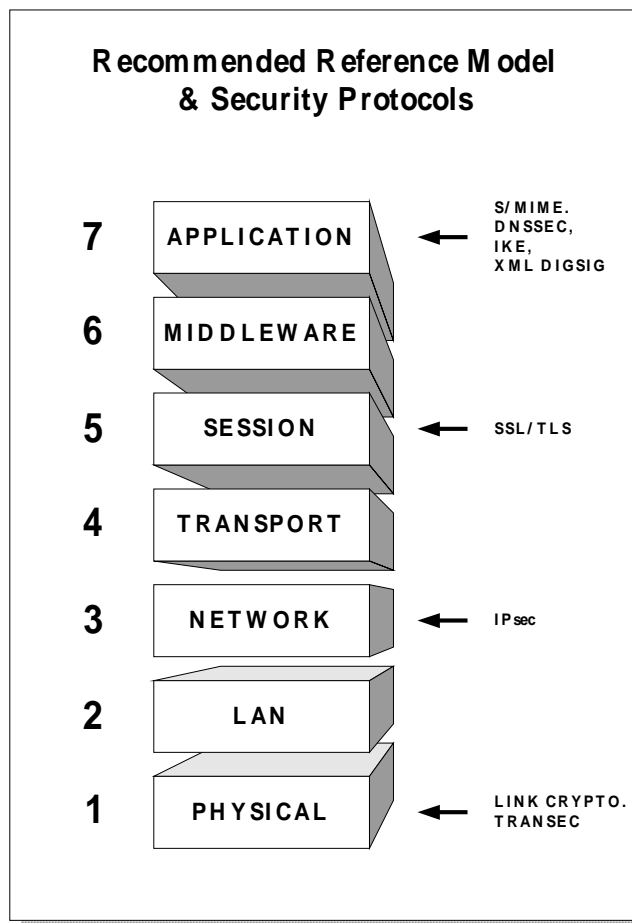 Recommended Reference Model
& Security Protocols
7
APPLICATION
S/MIME.
DNSSEC,
IKE,
XML DIGSIG
6
MIDDLEWARE
5
SESSION
SSL/TLS
4
TRANSPORT
3
NETWORK
IPsec
2
LAN
1
PHYSICAL
LINK CRYPTO.
TRANSEC